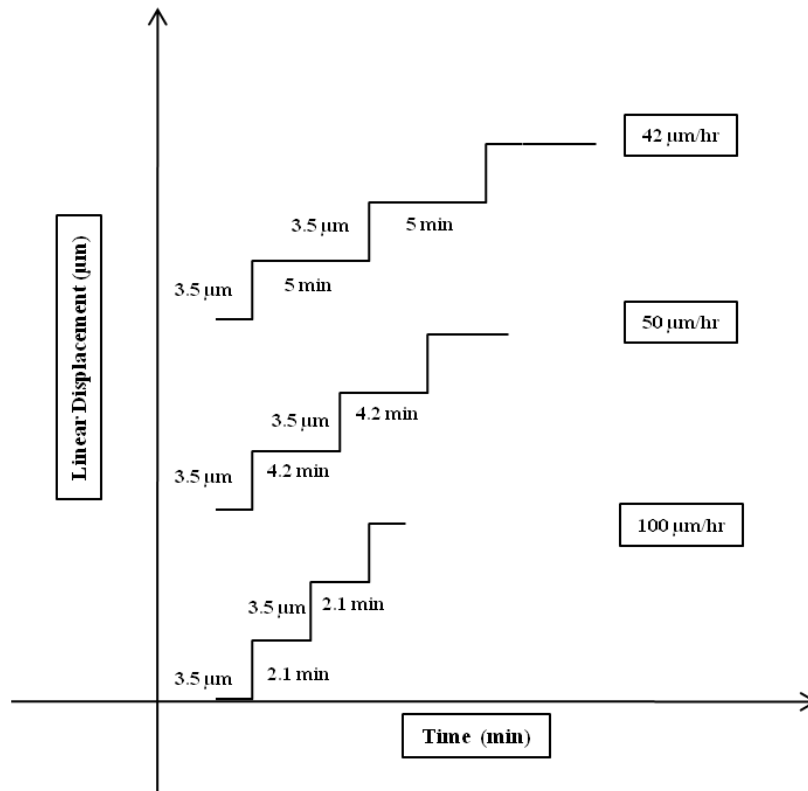 42 μm/hr
3.5 μm
5 min
3.5 μm
5 min
50 μm/hr
3.5 μm
4.2 min
3.5 μm
4.2 min
100 μm/hr
3.5 μm
2.1 min
3.5 μm
2.1 min
Linear Displacement (μm)
Time (min)